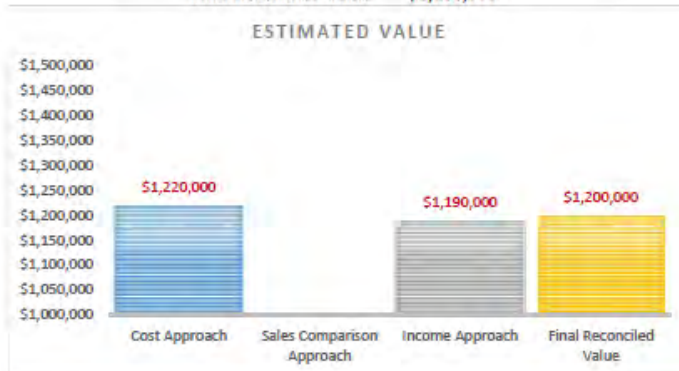 ESTIMATED VALUE
$1,500,000
$1,450,000
$1,400,000
$1,350,000
$1,300,000
$1,250,000
$1,200,000
$1,150,000
$1,100,000
$1,050,000
$1,000,000
$1,220,000
$1,190,000
$1,200,000
Cost Approach
Sales Comparison
Approach
Income Approach
Final Reconciled
Value